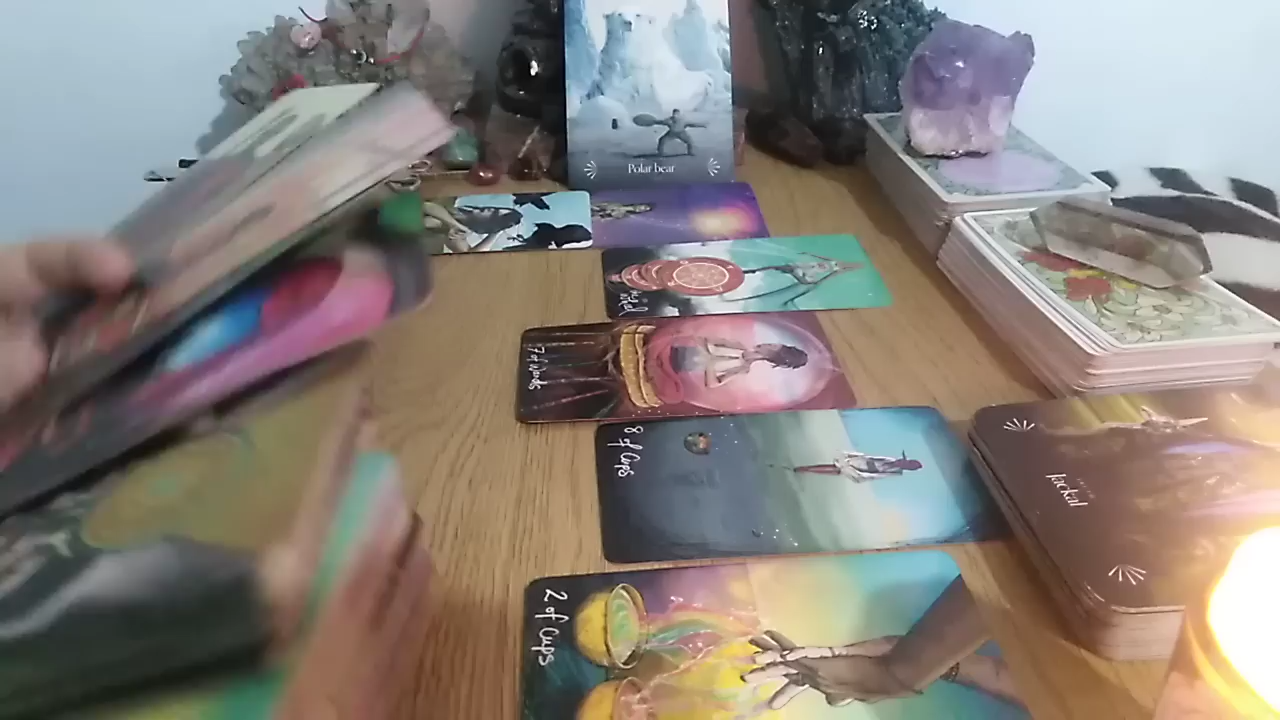 Polar bear
7 of Wands
8 of Cups
Jackal
2 of Cups